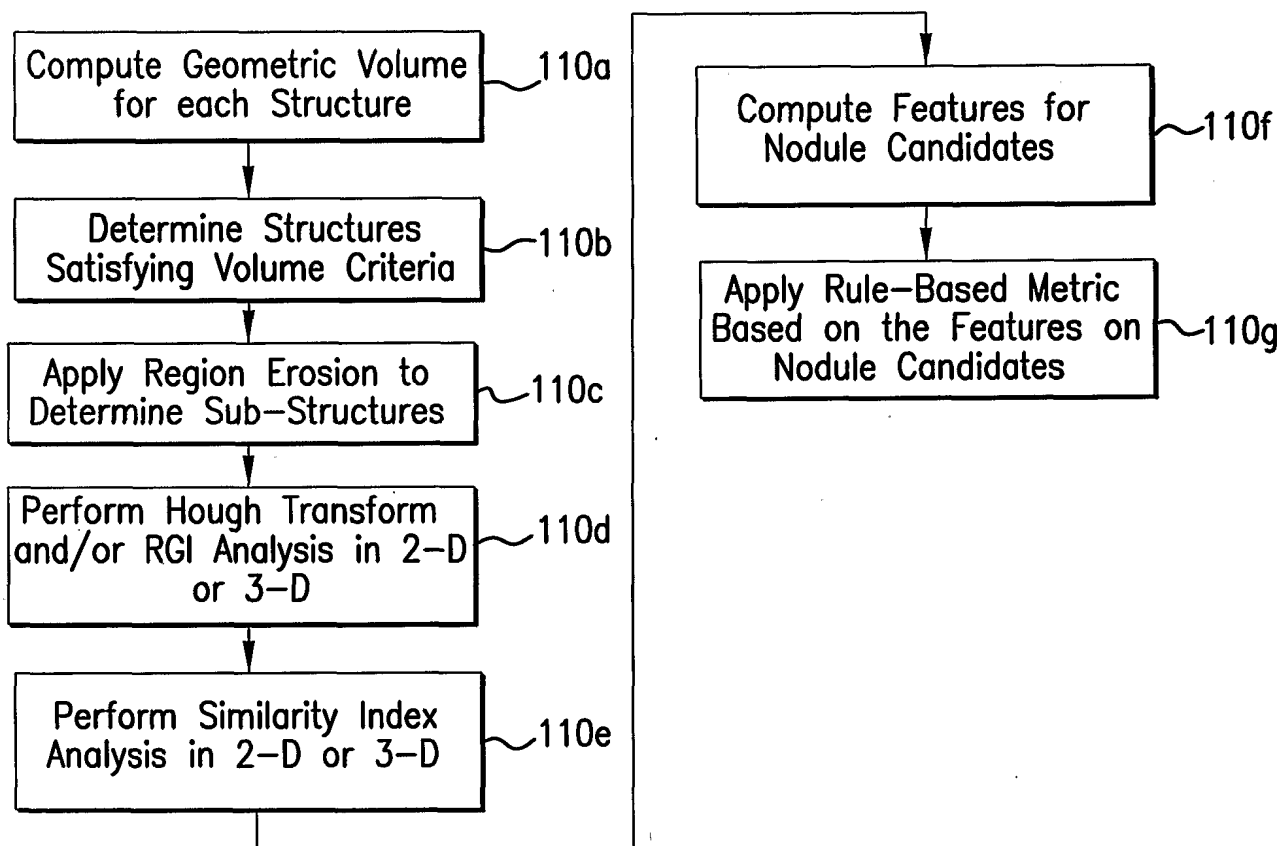 Compute Geometric Volume
for each Structure
110a
Determine Structures
Satisfying Volume Criteria
110b
Apply Region Erosion to
Determine Sub-Structures
110c
Perform Hough Transform
and/or RGI Analysis in 2-D
or 3-D
110d
Perform Similarity Index
Analysis in 2-D or 3-D
110e
Compute Features for
Nodule Candidates
110f
Apply Rule-Based Metric
Based on the Features on
Nodule Candidates
110g